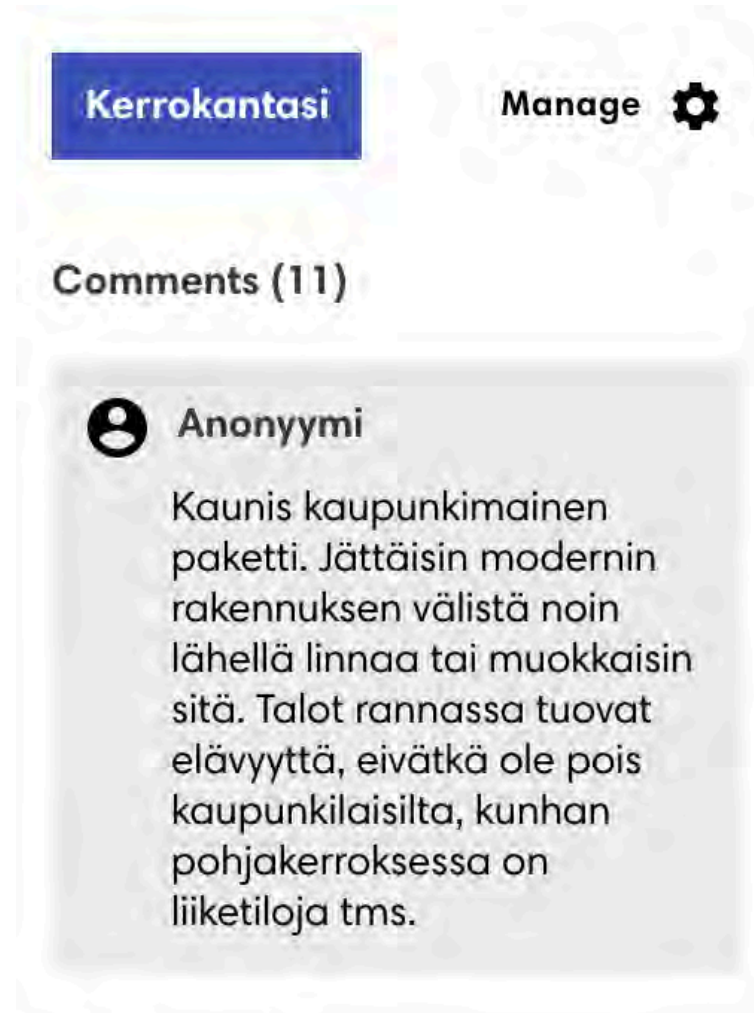 Kerrokantasi
Manage
Comments (11)
Anonyymi
Kaunis kaupunkimainen
paketti. Jättäisin modernin
rakennuksen välistä noin
lähellä linnaa tai muokkaisin
sitä. Talot rannassa tuovat
elävyyttä, eivätkä ole pois
kaupunkilaisilta, kunhan
pohjakerroksessa on
liiketiloja tms.